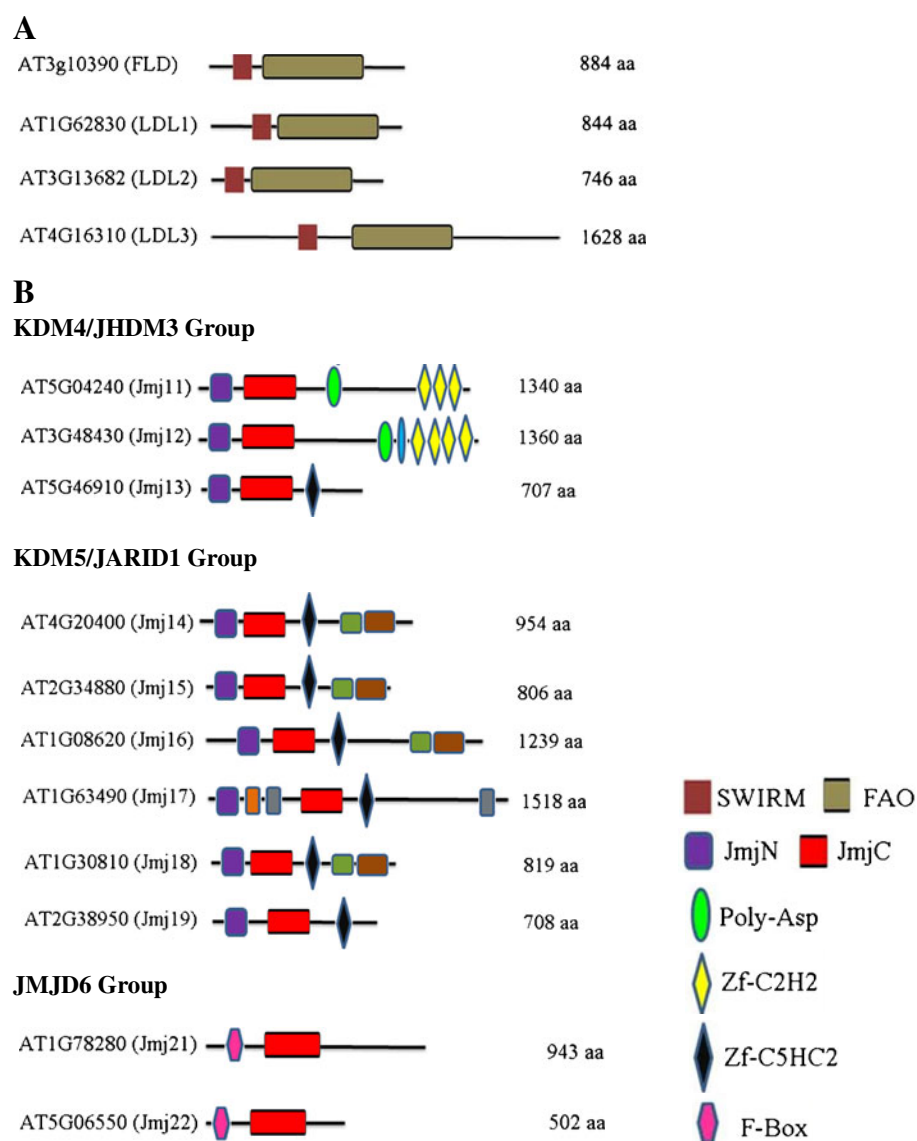 A
AT3g10390 (FLD) 884 aa
AT1G62830 (LDL1) 844 aa
AT3G13682 (LDL2) 746 aa
AT4G16310 (LDL3) 1628 aa
B
KDM4/JHDM3 Group
AT5G04240 (Jmj11) 1340 aa
AT3G48430 (Jmj12) 1360 aa
AT5G46910 (Jmj13) 707 aa
KDM5/JARID1 Group
AT4G20400 (Jmj14) 954 aa
AT2G34880 (Jmj15) 806 aa
AT1G08620 (Jmj16) 1239 aa
AT1G63490 (Jmj17) 1518 aa
AT1G30810 (Jmj18) 819 aa
AT2G38950 (Jmj19) 708 aa
JMJD6 Group
AT1G78280 (Jmj21) 943 aa
AT5G06550 (Jmj22) 502 aa
SWIRM FAO
JmjN JmjC
Poly-Asp
Zf-C2H2
Zf-C5HC2
F-Box